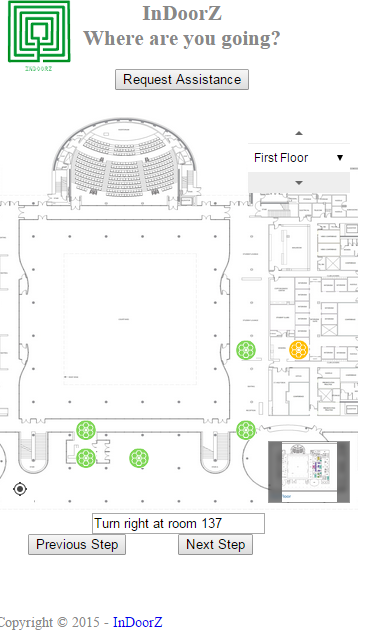 InDoorZ
Where are you going?
INDOORZ
Request Assistance
First Floor
Turn right at room 137
Previous Step
Next Step
Copyright © 2015 - InDoorZ